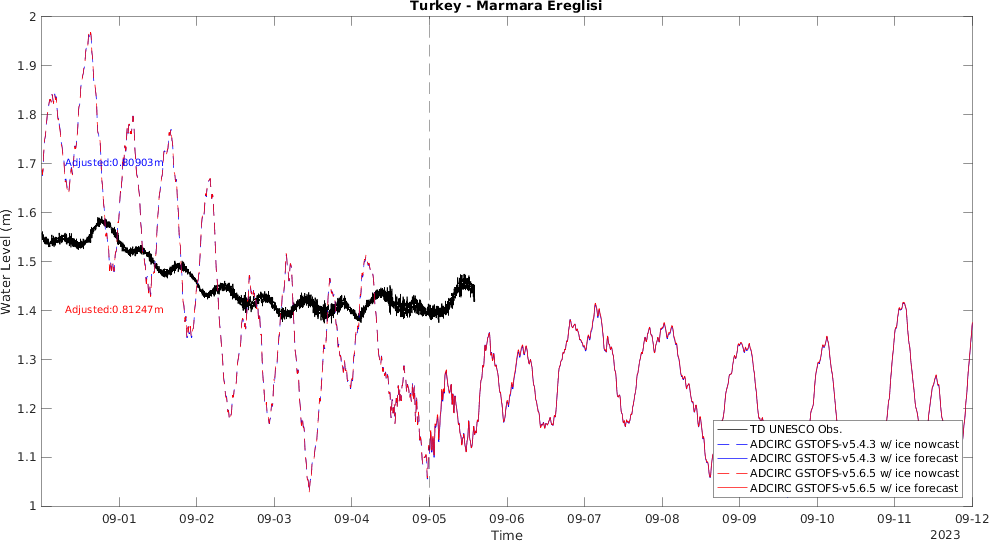 Turkey - Marmara Ereglisi
2
1.9
1.8
1.7
1.6
1.5
1.4
1.3
1.2
1.1
1
Water Level (m)
Adjusted:0.80903m
Adjusted:0.81247m
TD UNESCO Obs.
ADCIRC GSTOFS-v5.4.3 w/ ice nowcast
ADCIRC GSTOFS-v5.4.3 w/ ice forecast
ADCIRC GSTOFS-v5.6.5 w/ ice nowcast
ADCIRC GSTOFS-v5.6.5 w/ ice forecast
09-01 09-02 09-03 09-04 09-05 09-06 09-07 09-08 09-09 09-10 09-11 09-12
Time
2023